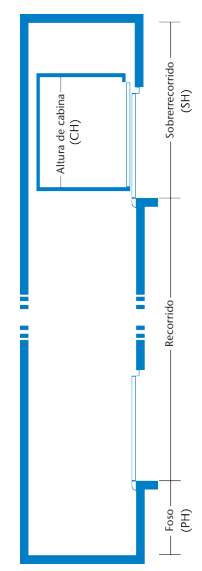 Altura de cabina
(CH)
Sobrerrecorrido
(SH)
Recorrido
Foso
(PH)